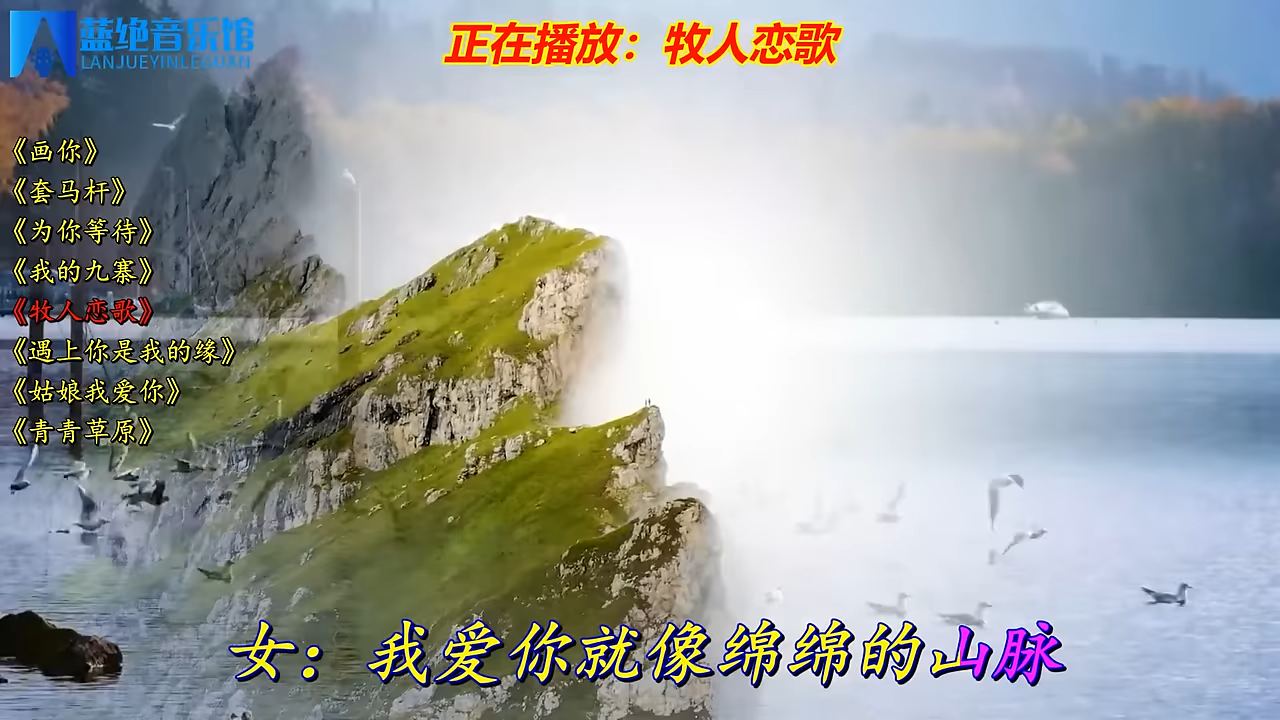 蓝绝音乐馆
LANJUEYINLEGUAN
正在播放：牧人恋歌
《画你》
《套马杆》
《为你等待》
《我的九寨》
《牧人恋歌》
《遇上你是我的缘》
《姑娘我爱你》
《青青草原》
女：我爱你就像绵绵的山脉